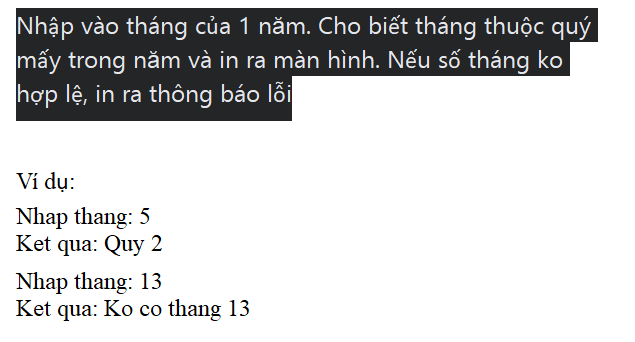 Nhập vào tháng của 1 năm. Cho biết tháng thuộc quý
mấy trong năm và in ra màn hình. Nếu số tháng ko
hợp lệ, in ra thông báo lỗi
Ví dụ:
Nhap thang: 5
Ket qua: Quy 2
Nhap thang: 13
Ket qua: Ko co thang 13